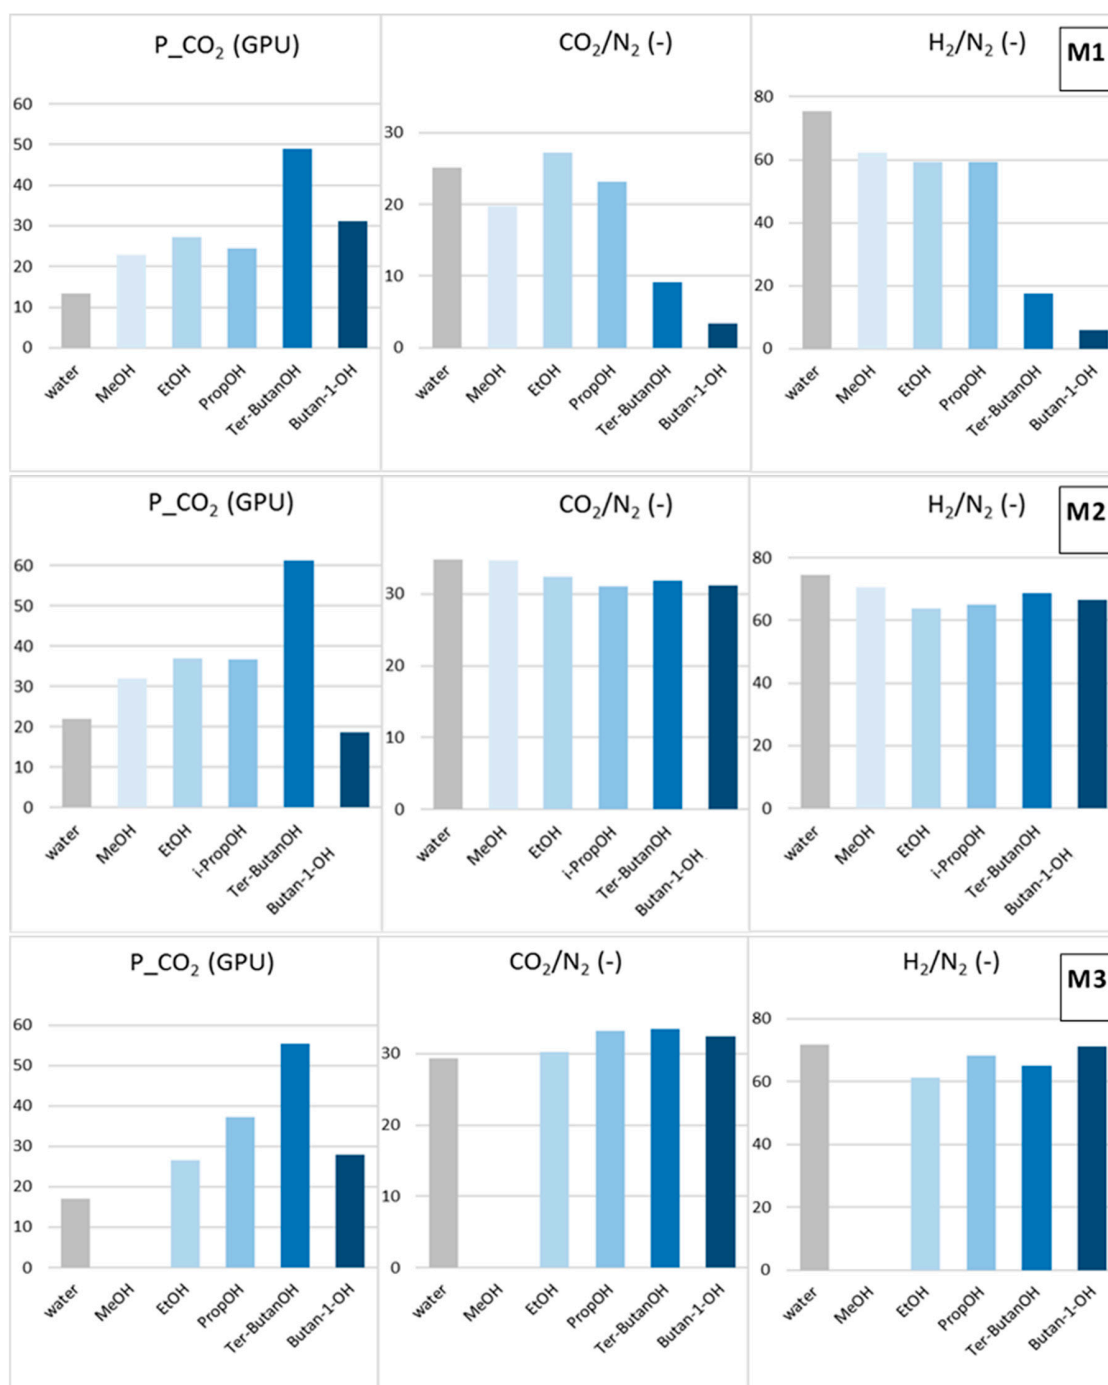 P_CO₂ (GPU)
CO₂/N₂ (-)
H₂/N₂ (-)
M1
60
50
40
30
20
10
0
water
MeOH
EtOH
PropOH
Ter-ButanOH
Butan-1-OH
30
20
10
0
water
MeOH
EtOH
PropOH
Ter-ButanOH
Butan-1-OH
80
60
40
20
0
water
MeOH
EtOH
PropOH
Ter-ButanOH
Butan-1-OH
P_CO₂ (GPU)
CO₂/N₂ (-)
H₂/N₂ (-)
M2
60
50
40
30
20
10
0
water
MeOH
EtOH
i-PropOH
Ter-ButanOH
Butan-1-OH
30
20
10
0
water
MeOH
EtOH
i-PropOH
Ter-ButanOH
Butan-1-OH
80
60
40
20
0
water
MeOH
EtOH
i-PropOH
Ter-ButanOH
Butan-1-OH
P_CO₂ (GPU)
CO₂/N₂ (-)
H₂/N₂ (-)
M3
60
50
40
30
20
10
0
water
MeOH
EtOH
PropOH
Ter-ButanOH
Butan-1-OH
30
20
10
0
water
MeOH
EtOH
PropOH
Ter-ButanOH
Butan-1-OH
80
60
40
20
0
water
MeOH
EtOH
PropOH
Ter-ButanOH
Butan-1-OH